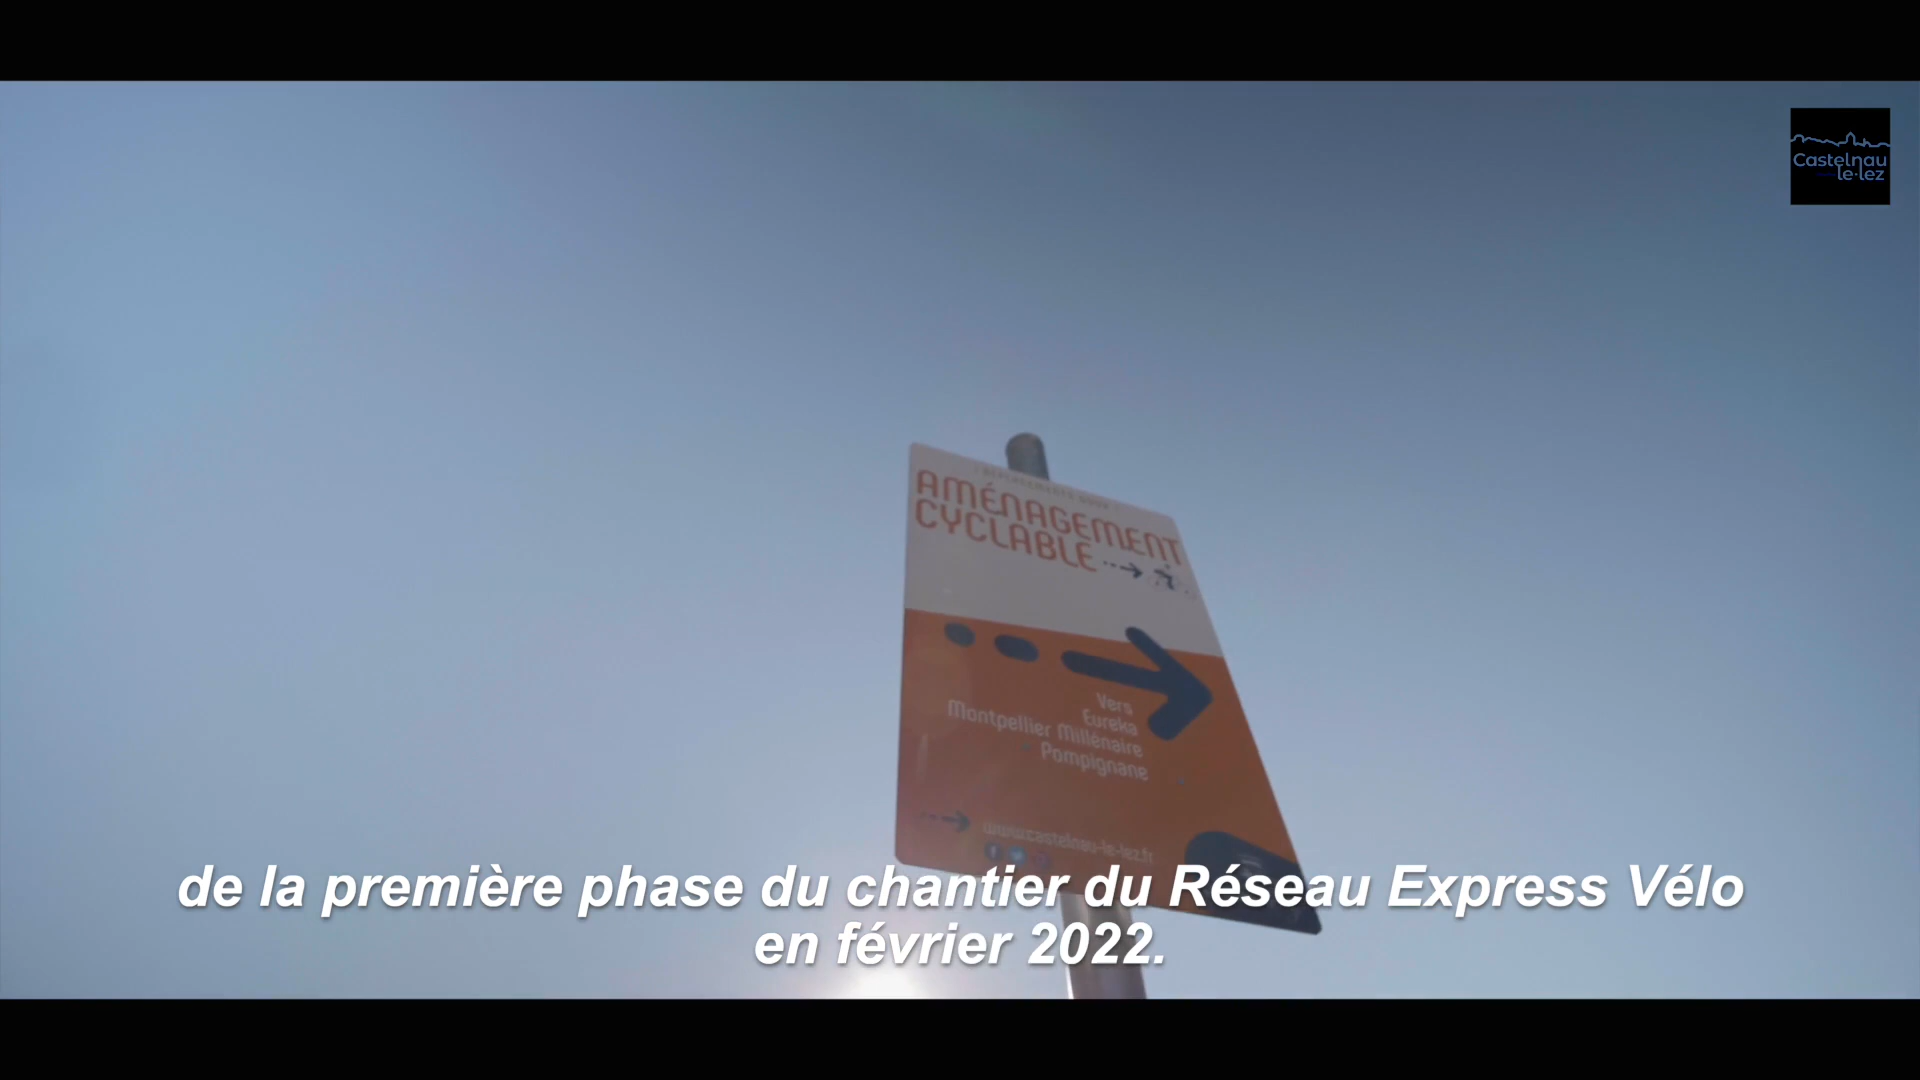 Castelnau
le-lez
AMÉNAGEMENT
CYCLABLE
Vers
Eureka
Montpellier Millénaire
Pompignane
www.castelnau-le-lez.fr
de la première phase du chantier du Réseau Express Vélo
en février 2022.